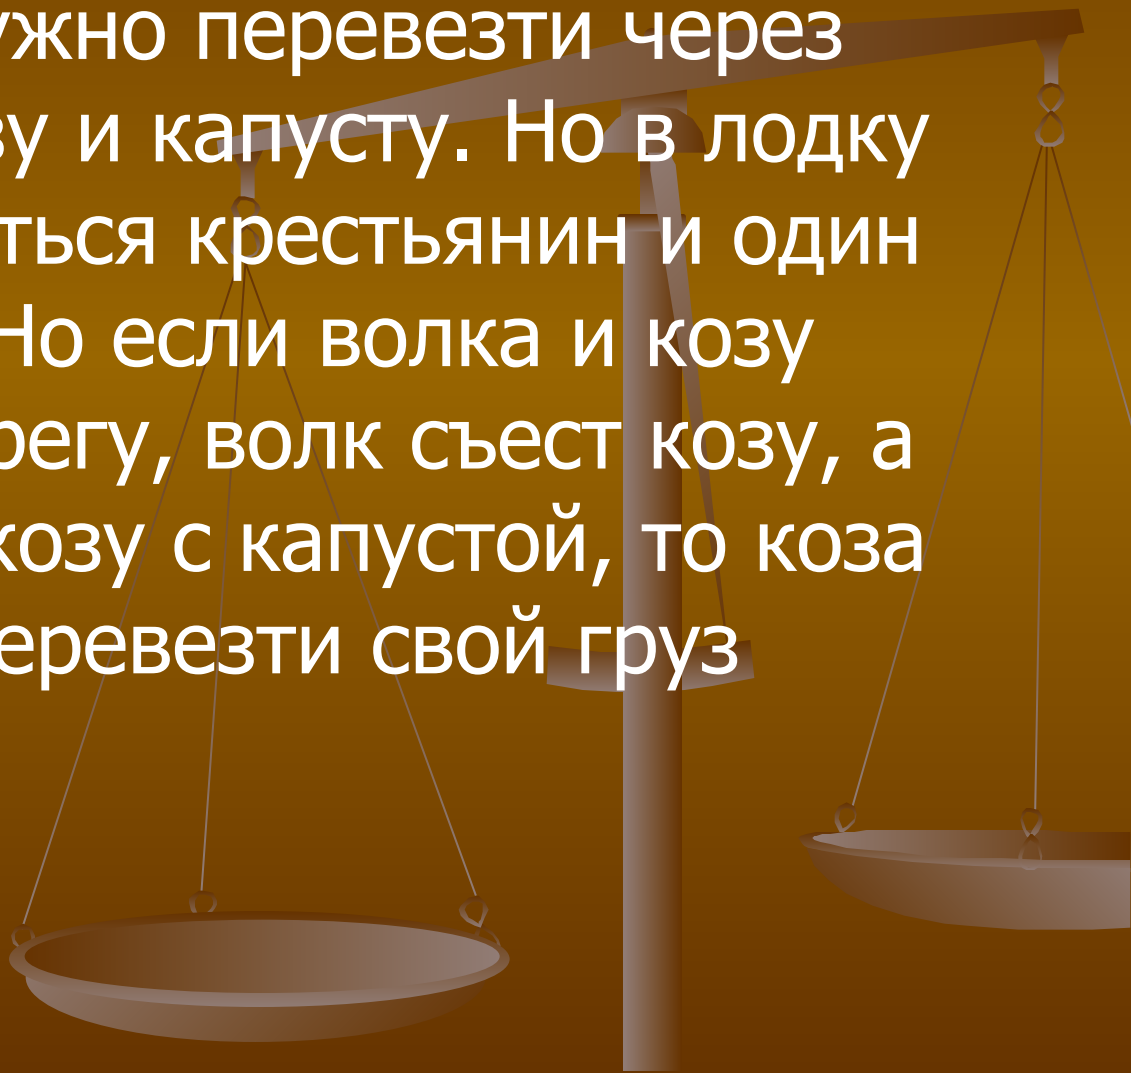 ужно перевезти через
ву и капусту. Но в лодку
ться крестьянин и один
Но если волка и козу
регу, волк съест козу, а
козу с капустой, то коза
еревезти свой груз